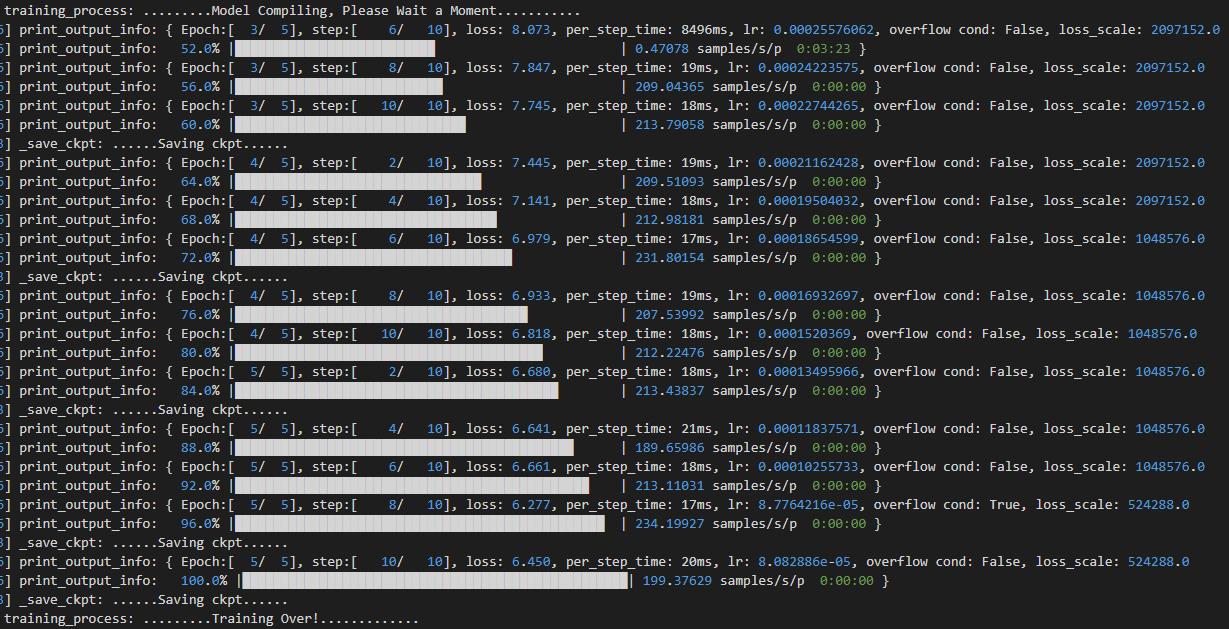 training_process: .........Model Compiling, Please Wait a Moment...........
5] print_output_info: { Epoch:[  3/  5], step:[    6/   10], loss: 8.073, per_step_time: 8496ms, lr: 0.00025576062, overflow cond: False, loss_scale: 2097152.0
5] print_output_info:   52.0% | | 0.47078 samples/s/p  0:03:23 }
5] print_output_info: { Epoch:[  3/  5], step:[    8/   10], loss: 7.847, per_step_time: 19ms, lr: 0.00024223575, overflow cond: False, loss_scale: 2097152.0
5] print_output_info:   56.0% | | 209.04365 samples/s/p  0:00:00 }
5] print_output_info: { Epoch:[  3/  5], step:[   10/   10], loss: 7.745, per_step_time: 18ms, lr: 0.00022744265, overflow cond: False, loss_scale: 2097152.0
5] print_output_info:   60.0% | | 213.79058 samples/s/p  0:00:00 }
3] _save_ckpt: ......Saving ckpt......
5] print_output_info: { Epoch:[  4/  5], step:[    2/   10], loss: 7.445, per_step_time: 19ms, lr: 0.00021162428, overflow cond: False, loss_scale: 2097152.0
5] print_output_info:   64.0% | | 209.51093 samples/s/p  0:00:00 }
5] print_output_info: { Epoch:[  4/  5], step:[    4/   10], loss: 7.141, per_step_time: 18ms, lr: 0.00019504032, overflow cond: False, loss_scale: 2097152.0
5] print_output_info:   68.0% | | 212.98181 samples/s/p  0:00:00 }
5] print_output_info: { Epoch:[  4/  5], step:[    6/   10], loss: 6.979, per_step_time: 17ms, lr: 0.00018654599, overflow cond: False, loss_scale: 1048576.0
5] print_output_info:   72.0% | | 231.80154 samples/s/p  0:00:00 }
3] _save_ckpt: ......Saving ckpt......
5] print_output_info: { Epoch:[  4/  5], step:[    8/   10], loss: 6.933, per_step_time: 19ms, lr: 0.00016932697, overflow cond: False, loss_scale: 1048576.0
5] print_output_info:   76.0% | | 207.53992 samples/s/p  0:00:00 }
5] print_output_info: { Epoch:[  4/  5], step:[   10/   10], loss: 6.818, per_step_time: 18ms, lr: 0.0001520369, overflow cond: False, loss_scale: 1048576.0
5] print_output_info:   80.0% | | 212.22476 samples/s/p  0:00:00 }
5] print_output_info: { Epoch:[  5/  5], step:[    2/   10], loss: 6.680, per_step_time: 18ms, lr: 0.00013495966, overflow cond: False, loss_scale: 1048576.0
5] print_output_info:   84.0% | | 213.43837 samples/s/p  0:00:00 }
3] _save_ckpt: ......Saving ckpt......
5] print_output_info: { Epoch:[  5/  5], step:[    4/   10], loss: 6.641, per_step_time: 21ms, lr: 0.00011837571, overflow cond: False, loss_scale: 1048576.0
5] print_output_info:   88.0% | | 189.65986 samples/s/p  0:00:00 }
5] print_output_info: { Epoch:[  5/  5], step:[    6/   10], loss: 6.661, per_step_time: 18ms, lr: 0.00010255733, overflow cond: False, loss_scale: 1048576.0
5] print_output_info:   92.0% | | 213.11031 samples/s/p  0:00:00 }
5] print_output_info: { Epoch:[  5/  5], step:[    8/   10], loss: 6.277, per_step_time: 17ms, lr: 8.7764216e-05, overflow cond: True, loss_scale: 524288.0
5] print_output_info:   96.0% | | 234.19927 samples/s/p  0:00:00 }
3] _save_ckpt: ......Saving ckpt......
5] print_output_info: { Epoch:[  5/  5], step:[   10/   10], loss: 6.450, per_step_time: 20ms, lr: 8.082886e-05, overflow cond: False, loss_scale: 524288.0
5] print_output_info:   100.0% | | 199.37629 samples/s/p  0:00:00 }
3] _save_ckpt: ......Saving ckpt......
training_process: .........Training Over!.............